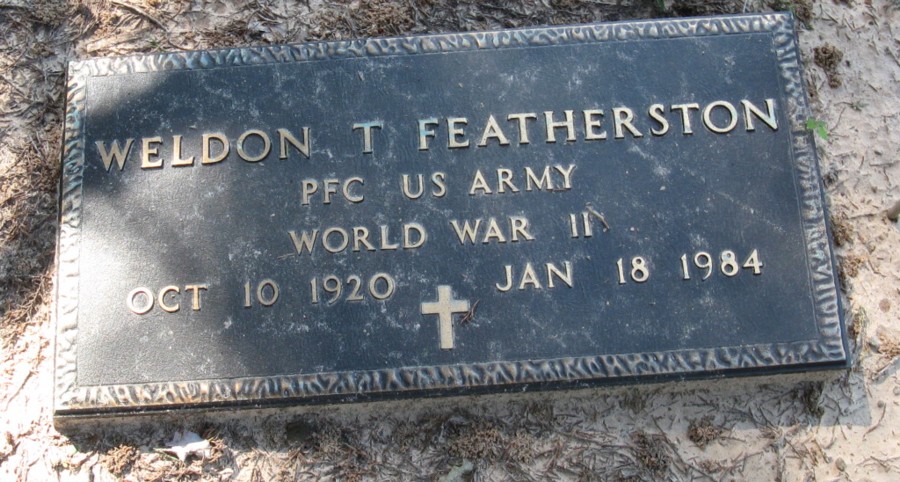 WELDON T FEATHERSTON
PFC US ARMY
WORLD WAR II
OCT 10 1920 JAN 18 1984